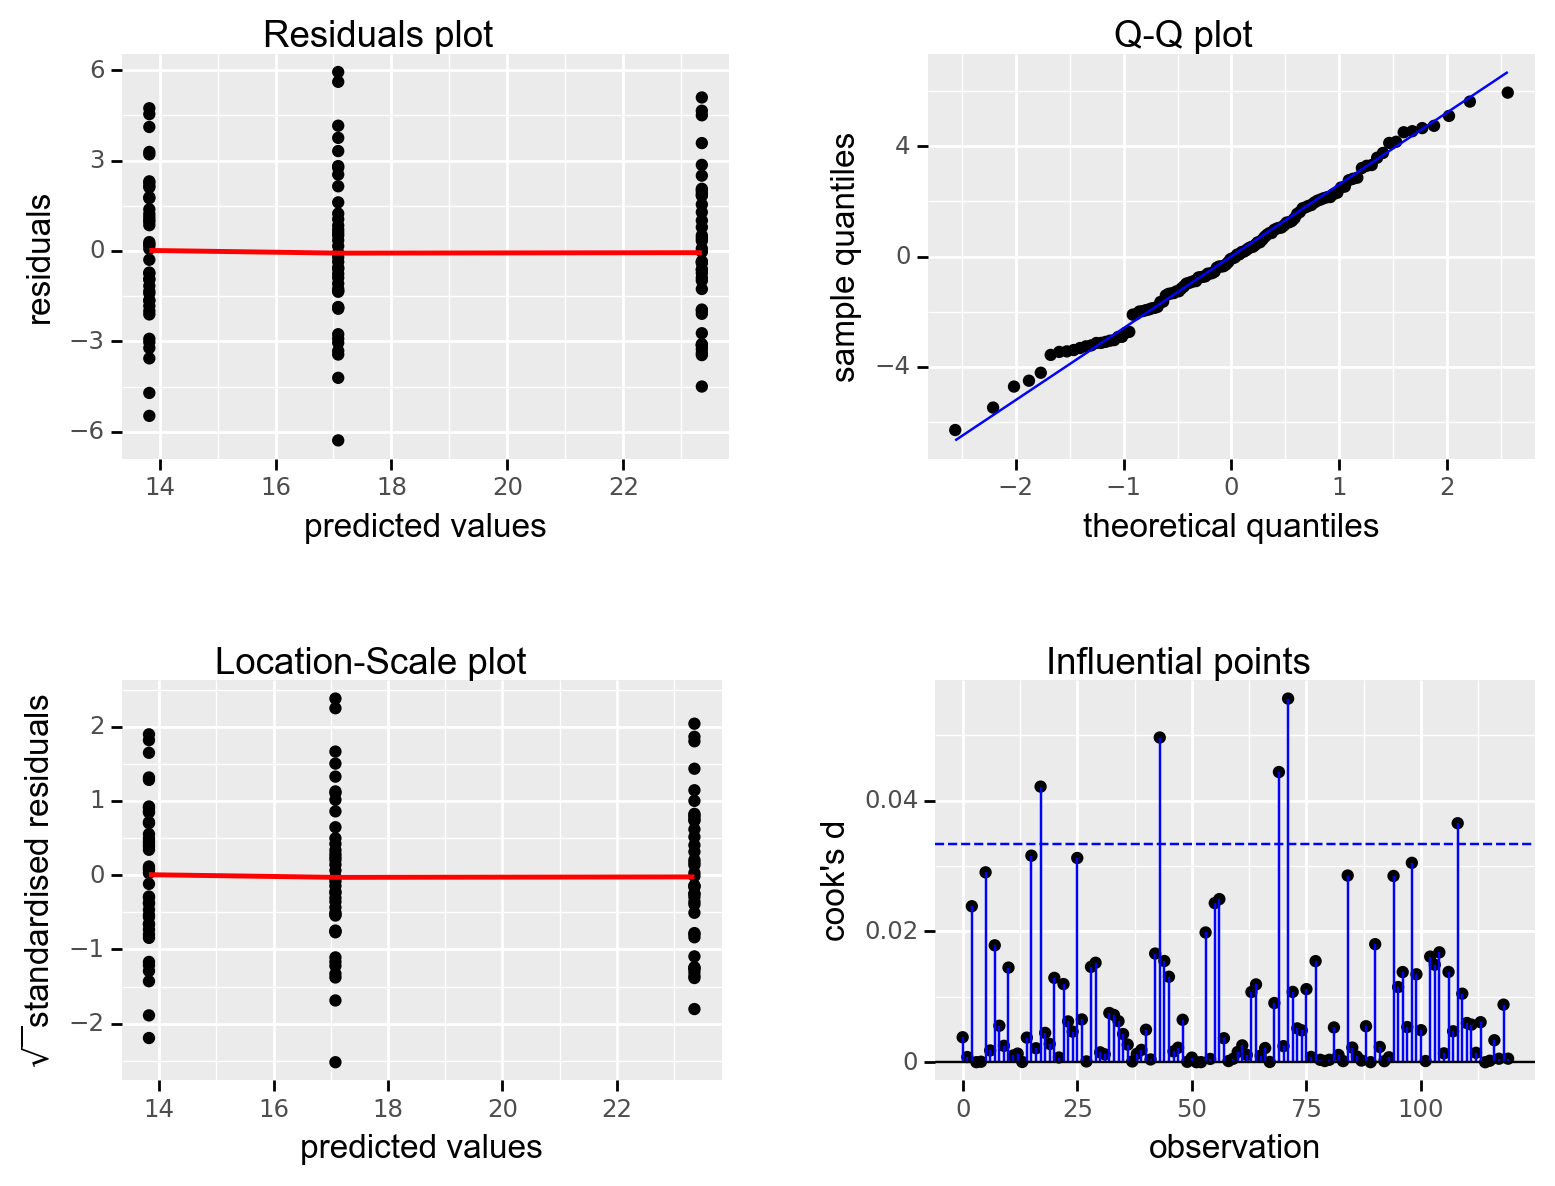 Residuals plot
6
3
0
−3
−6
residuals
14 16 18 20 22
predicted values
Q-Q plot
4
0
−4
sample quantiles
−2 −1 0 1 2
theoretical quantiles
Location-Scale plot
2
1
0
−1
−2
√standardised residuals
14 16 18 20 22
predicted values
Influential points
0.04
0.02
0
cook's d
0 25 50 75 100
observation